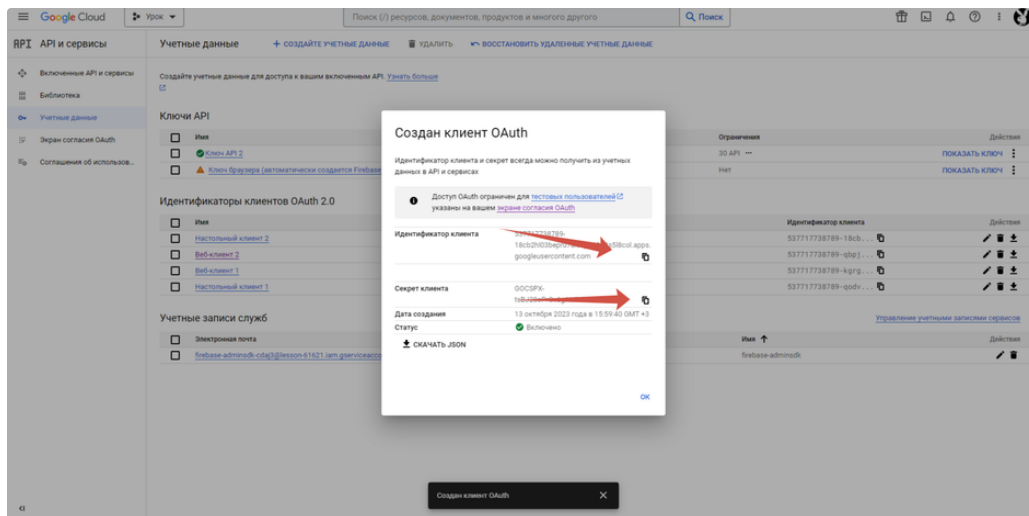 Google Cloud
Урок
Поиск (/) ресурсов, документов, продуктов и многого другого
Поиск
API API и сервисы
Учетные данные
+ СОЗДАЙТЕ УЧЕТНЫЕ ДАННЫЕ
УДАЛИТЬ
ВОССТАНОВИТЬ УДАЛЕННЫЕ УЧЕТНЫЕ ДАННЫЕ
Включенные API и сервисы
Библиотека
Учетные данные
Экран согласия OAuth
Соглашения об использов...
Создайте учетные данные для доступа к вашим включенным API. Узнать больше
Ключи API
Имя
Ограничения
Действия
Ключ API 2
30 API
ПОКАЗАТЬ КЛЮЧ
Ключ браузера (автоматически создается Firebase
Нет
ПОКАЗАТЬ КЛЮЧ
Идентификаторы клиентов OAuth 2.0
Имя
Идентификатор клиента
Действия
Настольный клиент 2
537717738789-18cb...
Веб-клиент 2
537717738789-qbpj...
Веб-клиент 1
537717738789-kgrg...
Настольный клиент 1
537717738789-qodv...
Учетные записи служб
Управление учетными записями сервисов
Электронная почта
Имя
Действия
firebase-adminsdk-cdaj3@lesson-61621.iam.gserviceacco
firebase-adminsdk
Создан клиент OAuth
Идентификатор клиента и секрет всегда можно получить из учетных
данных в API и сервисах
Доступ OAuth ограничен для тестовых пользователей
указаны на вашем экране согласия OAuth
Идентификатор клиента
googleusercontent.com
Секрет клиента
GOCSPX-
Дата создания
13 октября 2023 года в 15:59:40 GMT +3
Статус
Включено
СКАЧАТЬ JSON
ОК
Создан клиент OAuth